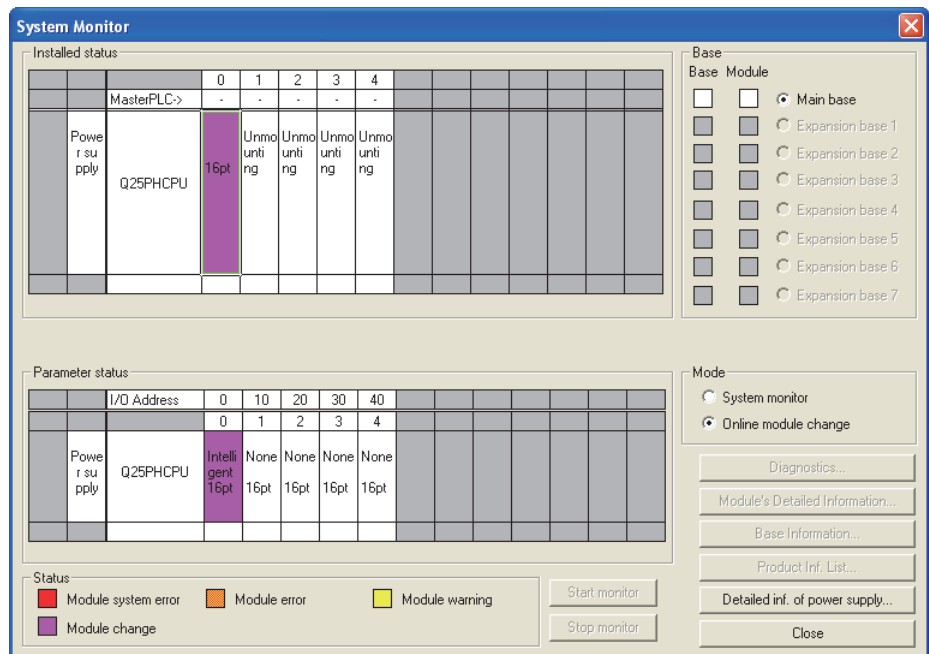 System Monitor
Installed status
0 1 2 3 4
MasterPLC-> - - - - -
Powe
r su
pply
Q25PHCPU
16pt
Unmo
unti
ng
Unmo
unti
ng
Unmo
unti
ng
Unmo
unti
ng
Base
Base Module
Main base
Expansion base 1
Expansion base 2
Expansion base 3
Expansion base 4
Expansion base 5
Expansion base 6
Expansion base 7
Parameter status
I/O Address 0 10 20 30 40
0 1 2 3 4
Powe
r su
pply
Q25PHCPU
Intelli
gent
16pt
None
16pt
None
16pt
None
16pt
None
16pt
Mode
System monitor
Online module change
Diagnostics...
Module's Detailed Information...
Base Information...
Product Inf. List...
Detailed inf. of power supply...
Close
Status
Module system error
Module error
Module warning
Module change
Start monitor
Stop monitor